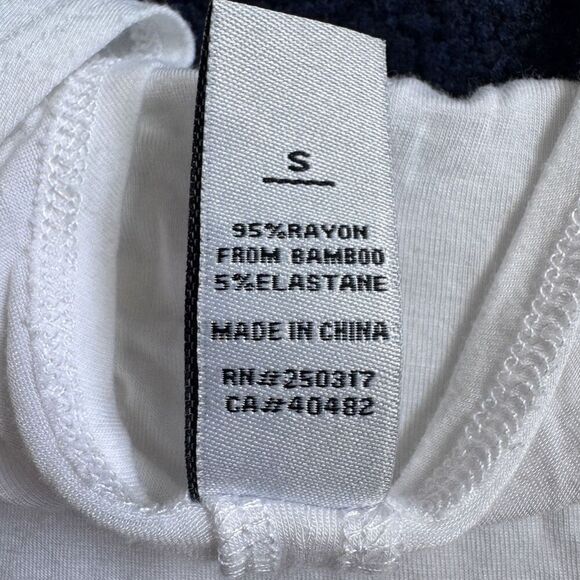 S
95%RAYON
FROM BAMBOO
5%ELASTANE
MADE IN CHINA
RN#250317
CA#40482